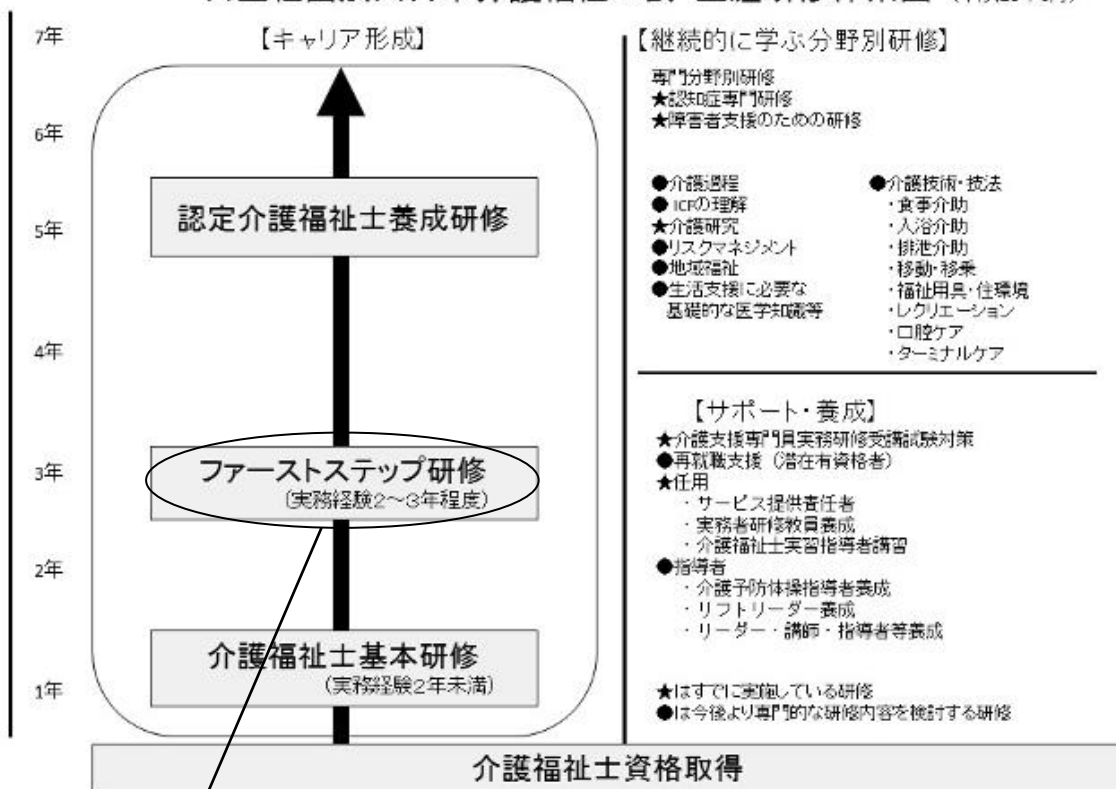 7年
6年
5年
4年
3年
2年
1年
【キャリア形成】
認定介護福祉士養成研修
ファーストステップ研修
(実務経験2~3年程度)
介護福祉士基本研修
(実務経験2年未満)
【継続的に学ぶ分野別研修】
専門分野別研修
★認知症専門研修
★障害者支援のための研修
●介護過程
●ICFの理解
★介護研究
●リスクマネジメント
●地域福祉
●生活支援に必要な
基礎的な医学知識等
●介護技術・技法
・食事介助
・入浴介助
・排泄介助
・移動・移乗
・福祉用具・住環境
・レクリエーション
・口腔ケア
・ターミナルケア
【サポート・養成】
★介護支援専門員実務研修受講試験対策
●再就職支援(潜在有資格者)
★任用
・サービス提供責任者
・実務者研修教員養成
・介護福祉士実習指導者講習
●指導者
・介護予防体操指導者養成
・リフトリーダー養成
・リーダー・講師・指導者等養成
★はすでに実施している研修
●は今後より専門的な研修内容を検討する研修
介護福祉士資格取得